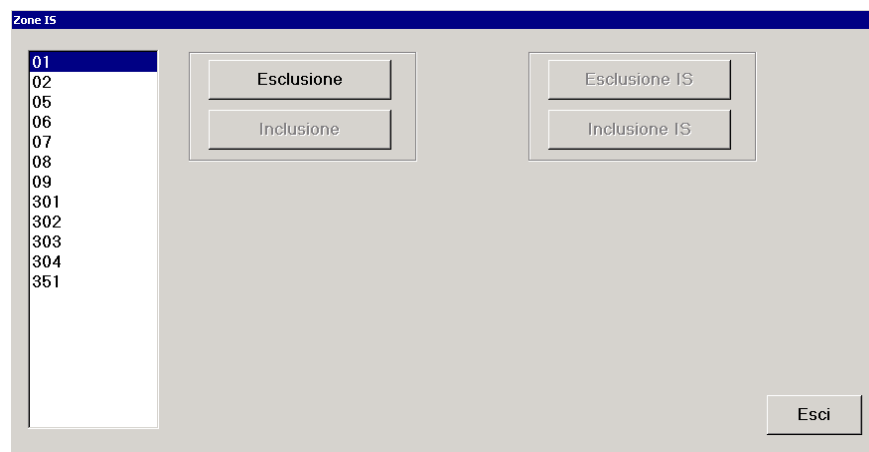 Zone IS
01
02
05
06
07
08
09
301
302
303
304
351
Esclusione
Inclusione
Esclusione IS
Inclusione IS
Esci